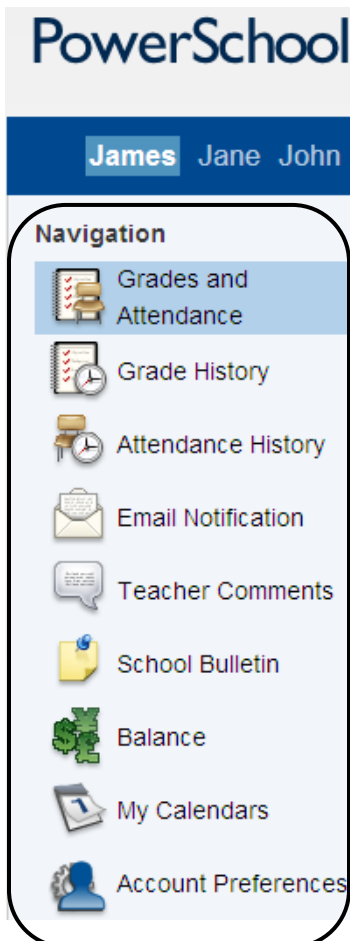 PowerSchool
James Jane John
Navigation
Grades and
Attendance
Grade History
Attendance History
Email Notification
Teacher Comments
School Bulletin
Balance
My Calendars
Account Preferences